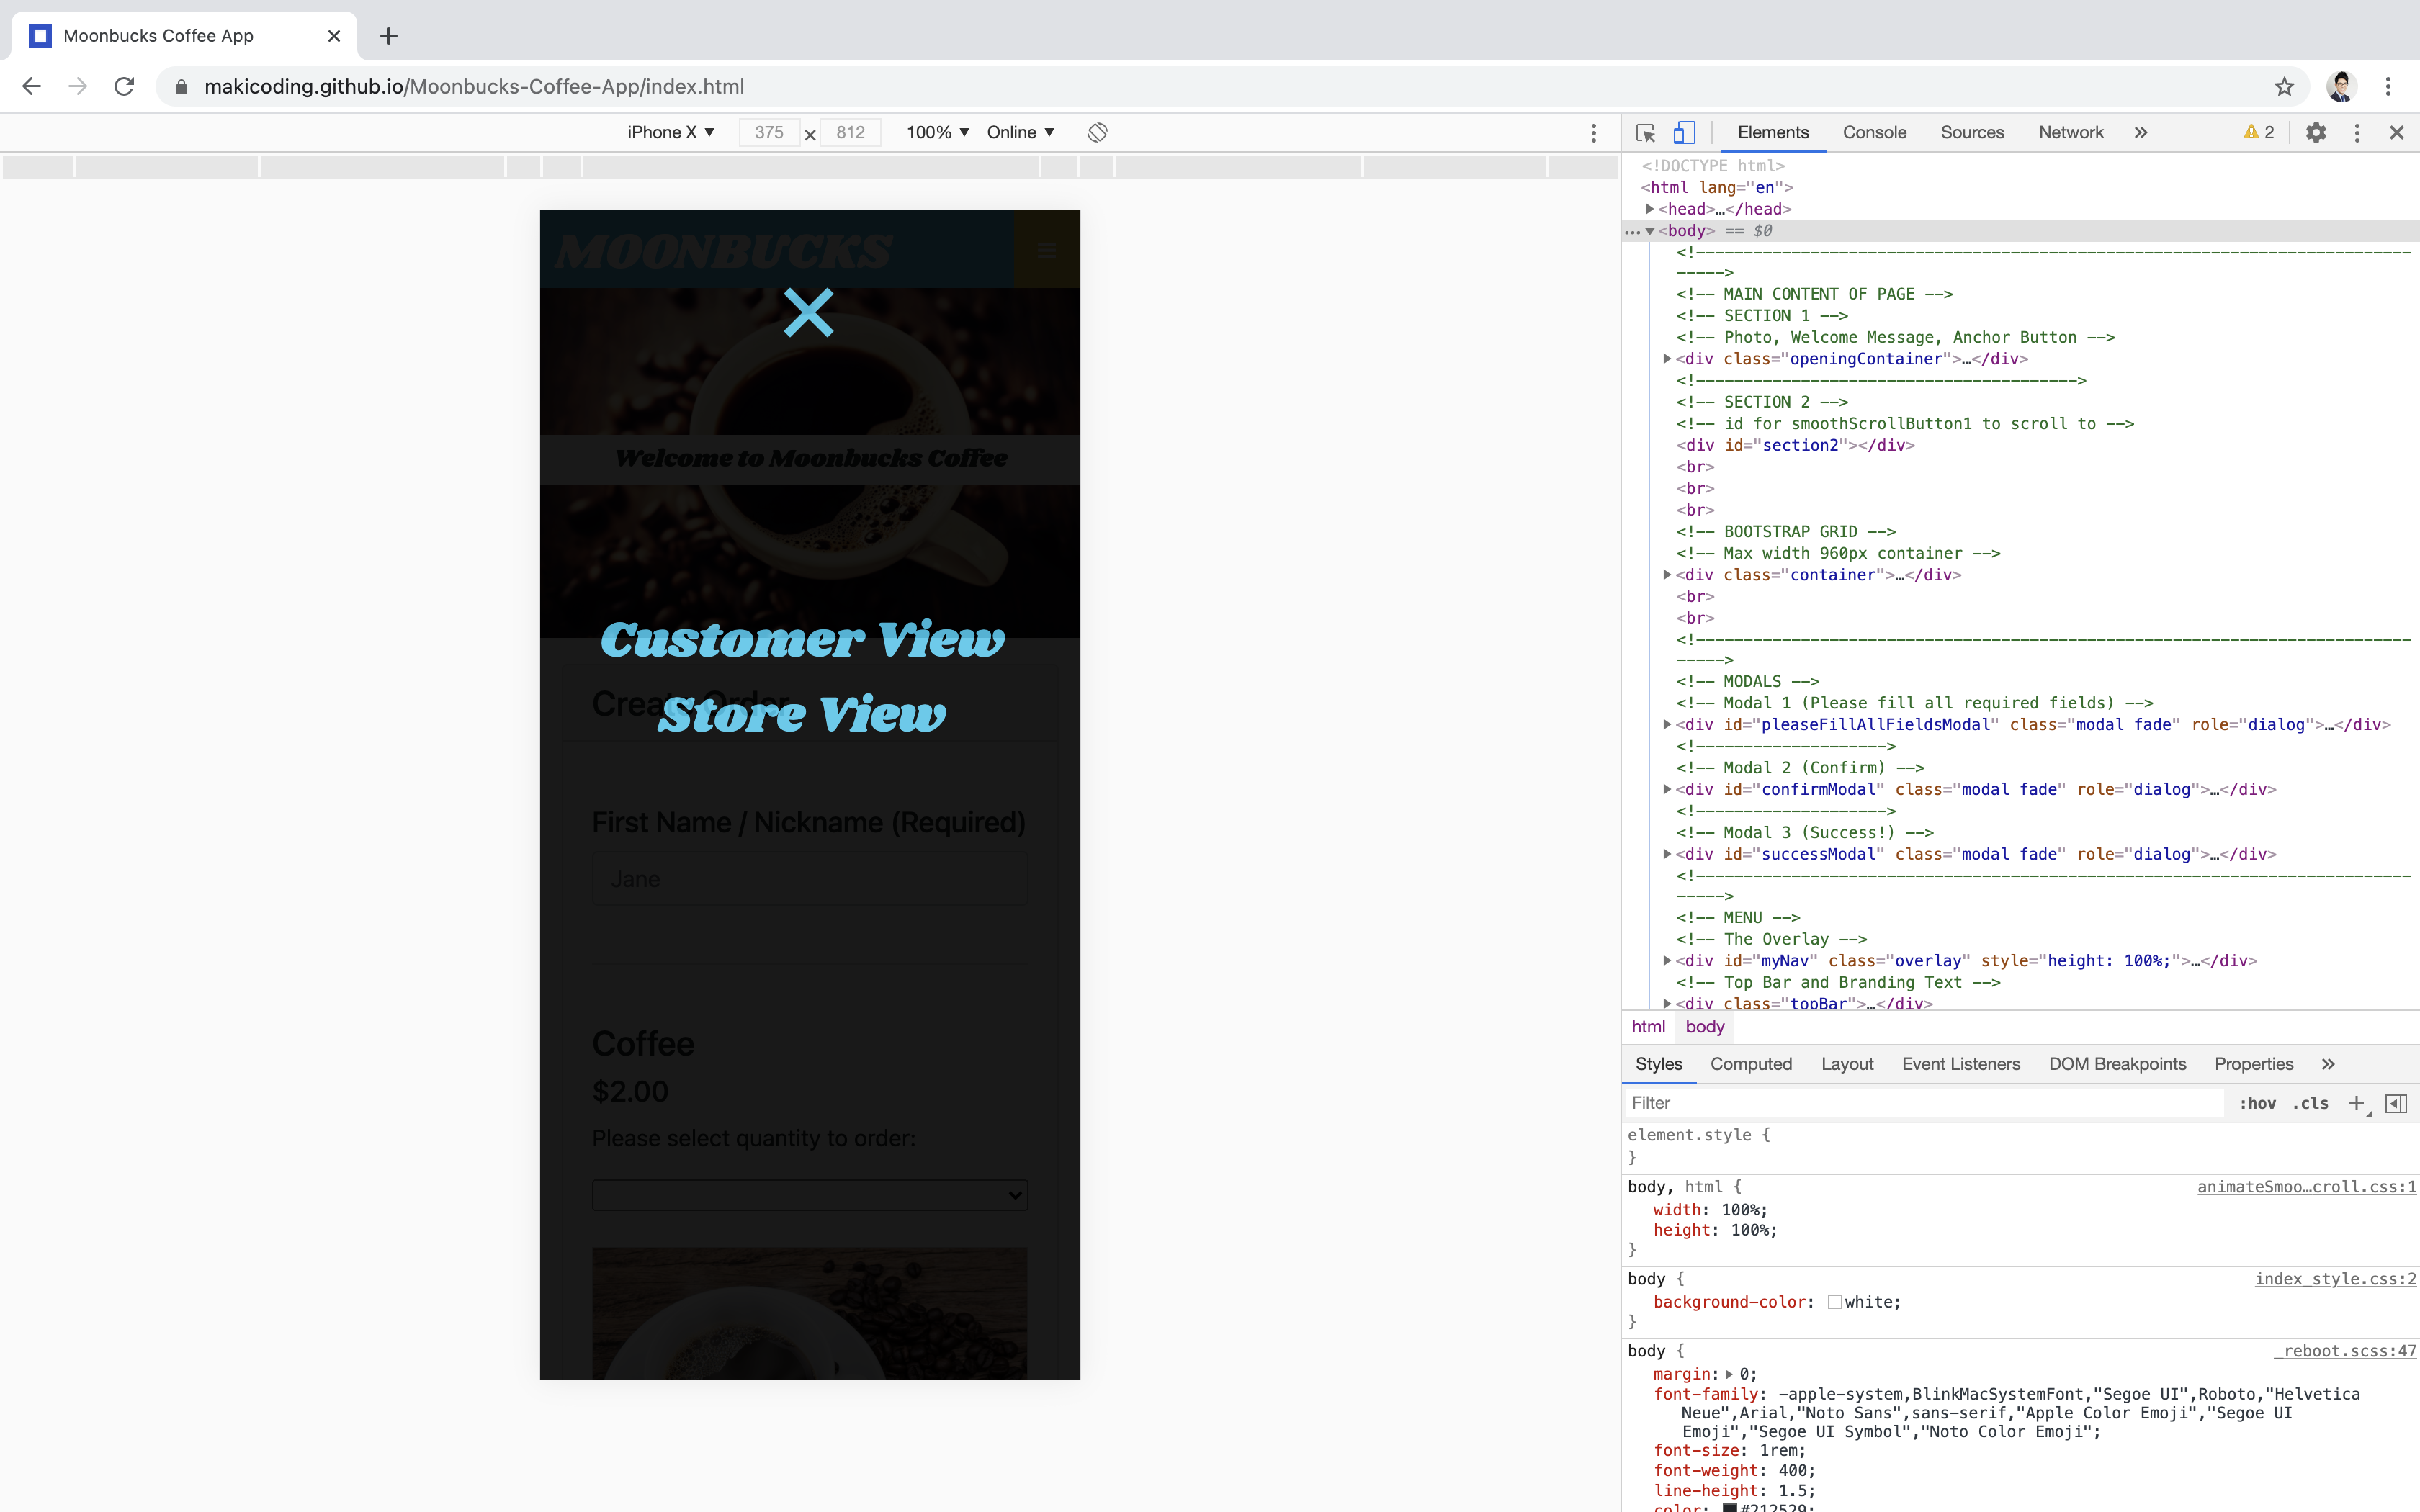 Moonbucks Coffee App
makicoding.github.io/Moonbucks-Coffee-App/index.html
iPhone X ▼ 375 × 812 100% ▼ Online ▼
MOONBUCKS
Welcome to Moonbucks Coffee
Customer View
Create Order
Store View
First Name / Nickname (Required)
Jane
Coffee
$2.00
Please select quantity to order:
Elements Console Sources Network » 2
<!DOCTYPE html>
<html lang="en">
<head>…</head>
<body> == $0
<!--------------------------------------------------------------------------------
----->
<!-- MAIN CONTENT OF PAGE -->
<!-- SECTION 1 -->
<!-- Photo, Welcome Message, Anchor Button -->
<div class="openingContainer">…</div>
<!---------------------------------------->
<!-- SECTION 2 -->
<!-- id for smoothScrollButton1 to scroll to -->
<div id="section2"></div>
<br>
<br>
<br>
<!-- BOOTSTRAP GRID -->
<!-- Max width 960px container -->
<div class="container">…</div>
<br>
<br>
<!--------------------------------------------------------------------------------
----->
<!-- MODALS -->
<!-- Modal 1 (Please fill all required fields) -->
<div id="pleaseFillAllFieldsModal" class="modal fade" role="dialog">…</div>
<!-------------------->
<!-- Modal 2 (Confirm) -->
<div id="confirmModal" class="modal fade" role="dialog">…</div>
<!-------------------->
<!-- Modal 3 (Success!) -->
<div id="successModal" class="modal fade" role="dialog">…</div>
<!--------------------------------------------------------------------------------
----->
<!-- MENU -->
<!-- The Overlay -->
<div id="myNav" class="overlay" style="height: 100%;">…</div>
<!-- Top Bar and Branding Text -->
<div class="topBar">…</div>
html body
Styles Computed Layout Event Listeners DOM Breakpoints Properties »
Filter :hov .cls +
element.style {
}
body, html { animateSmoo…croll.css:1
width: 100%;
height: 100%;
}
body { index_style.css:2
background-color: white;
}
body { _reboot.scss:47
margin: 0;
font-family: -apple-system,BlinkMacSystemFont,"Segoe UI",Roboto,"Helvetica
Neue",Arial,"Noto Sans",sans-serif,"Apple Color Emoji","Segoe UI
Emoji","Segoe UI Symbol","Noto Color Emoji";
font-size: 1rem;
font-weight: 400;
line-height: 1.5;
color: #212529;